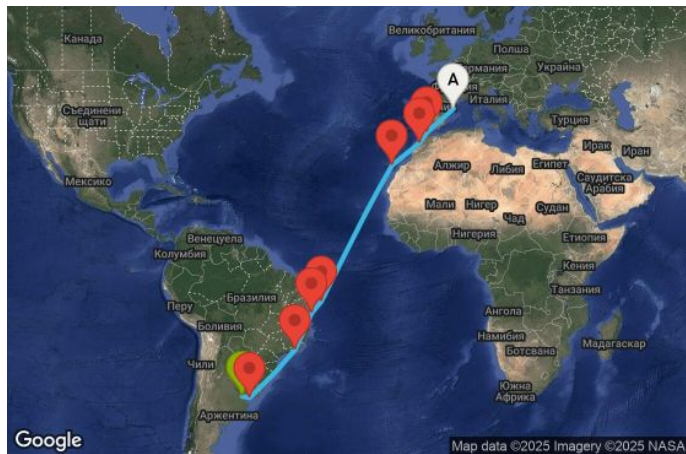 Канада
Великобритания
Полша
Германия
Украйна
Италия
Съединени
щати
Турция
Ирак
Иран
Алжир
Либия
Египет
Саудитска
Арабия
Мексико
Мали
Нигер
Чад
Судан
Венецуела
Колумбия
Нигерия
Етиопия
Кения
Танзания
Перу
Бразилия
Ангола
Боливия
Намибия
Ботсвана
Мадагаскар
Чили
Южна
Африка
Аржентина
A
Google
Map data ©2025 Imagery ©2025 NASA